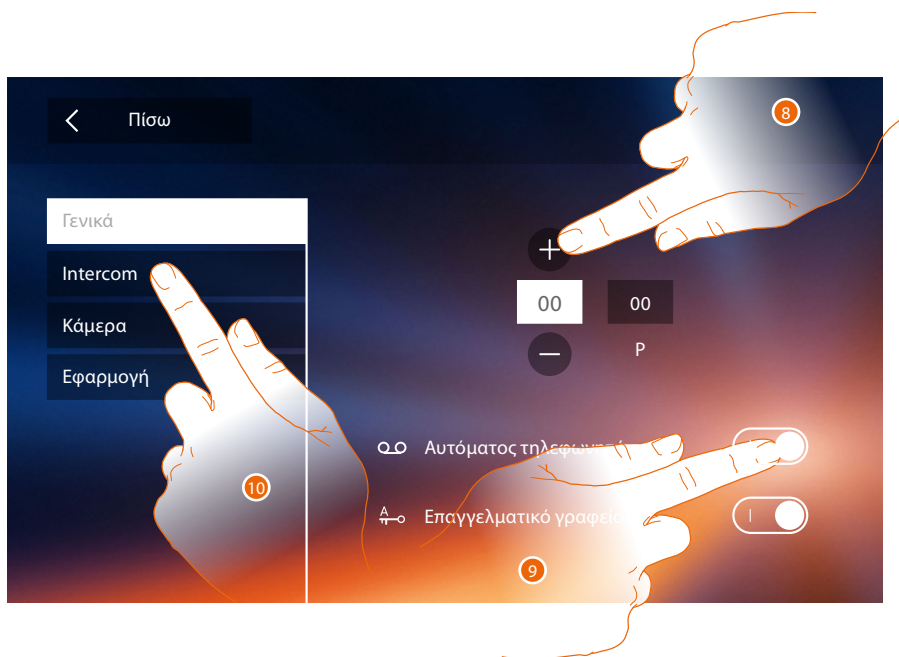 8
Πίσω
Γενικά
Intercom
Κάμερα
Εφαρμογή
+
00 00
— P
Αυτόματος
A Επαγγελματικό
10
9